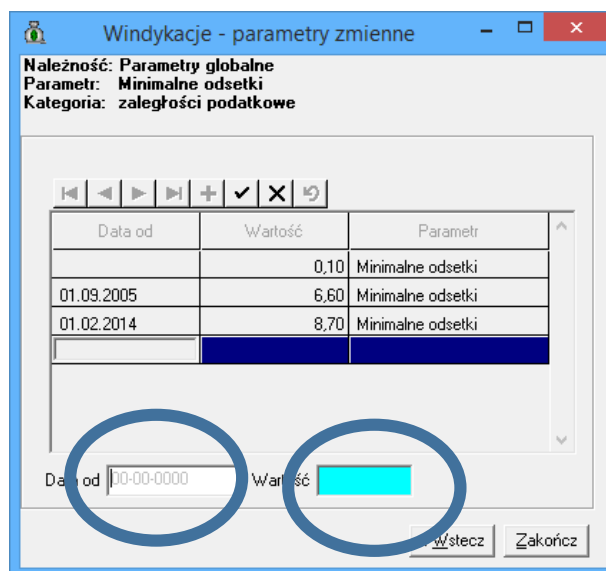 Windykacje - parametry zmienne
Należność: Parametry globalne
Parametr: Minimalne odsetki
Kategoria: zaległości podatkowe
Data od Wartość Parametr
0,10 Minimalne odsetki
01.09.2005 6,60 Minimalne odsetki
01.02.2014 8,70 Minimalne odsetki
Data od 00-00-0000 Wartość
Wstecz Zakończ